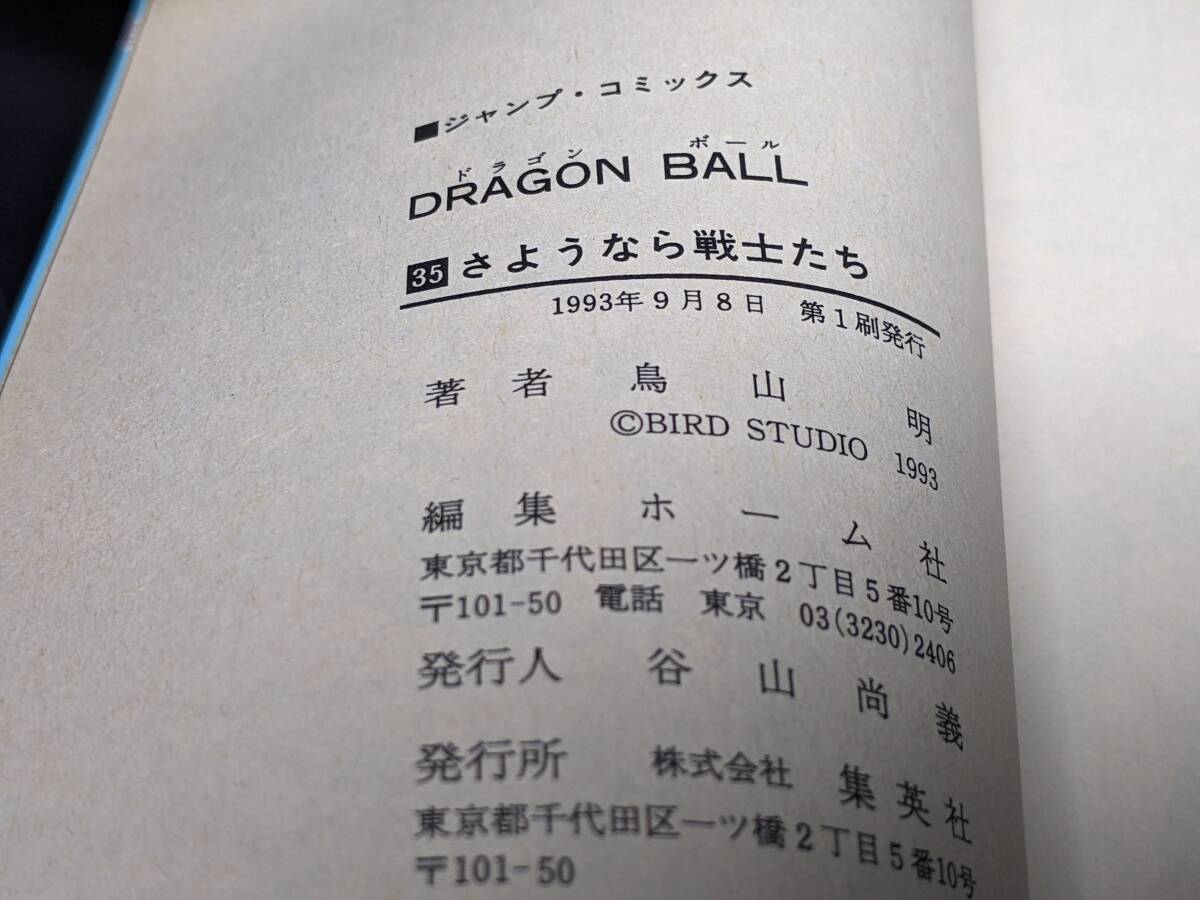 ■ジャンプ・コミックス
ドラゴン ボール
DRAGON BALL
35 さようなら戦士たち
1993年9月8日 第1刷発行
著者 鳥山明
©BIRD STUDIO 1993
編集 ホーム社
東京都千代田区一ツ橋2丁目5番10号
〒101-50 電話 東京 03(3230)2406
発行人 谷山尚義
発行所 株式会社 集英社
東京都千代田区一ツ橋2丁目5番10号
〒101-50